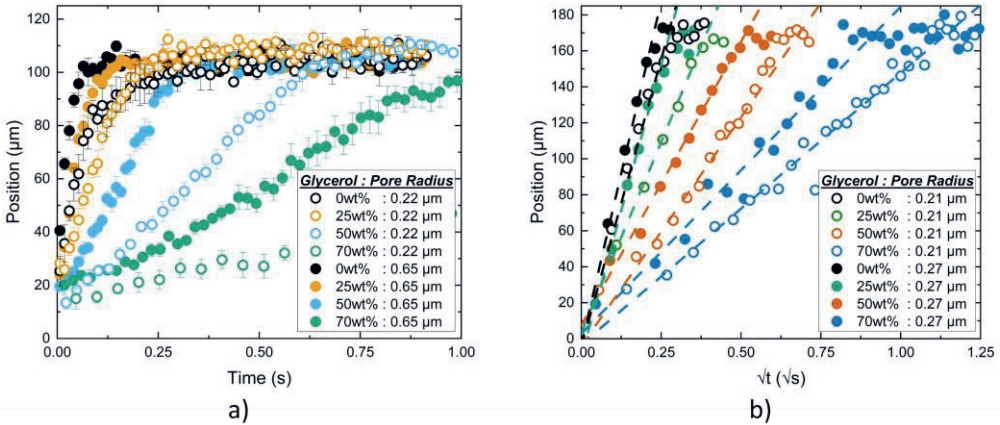 120
100
80
60
40
20
0
Position (µm)
Glycerol : Pore Radius
0wt% : 0.22 µm
25wt% : 0.22 µm
50wt% : 0.22 µm
70wt% : 0.22 µm
0wt% : 0.65 µm
25wt% : 0.65 µm
50wt% : 0.65 µm
70wt% : 0.65 µm
0.00 0.25 0.50 0.75 1.00
Time (s)
a)
180
160
140
120
100
80
60
40
20
0
Position (µm)
Glycerol : Pore Radius
0wt% : 0.21 µm
25wt% : 0.21 µm
50wt% : 0.21 µm
70wt% : 0.21 µm
0wt% : 0.27 µm
25wt% : 0.27 µm
50wt% : 0.27 µm
70wt% : 0.27 µm
0.00 0.25 0.50 0.75 1.00 1.25
√t (√s)
b)